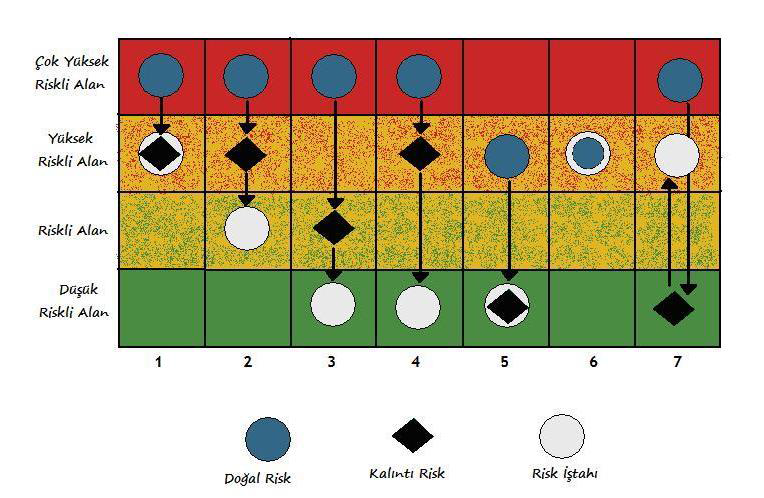 Çok Yüksek
Riskli Alan
Yüksek
Riskli Alan
Riskli Alan
Düşük
Riskli Alan
1 2 3 4 5 6 7
Doğal Risk Kalıntı Risk Risk İştahı